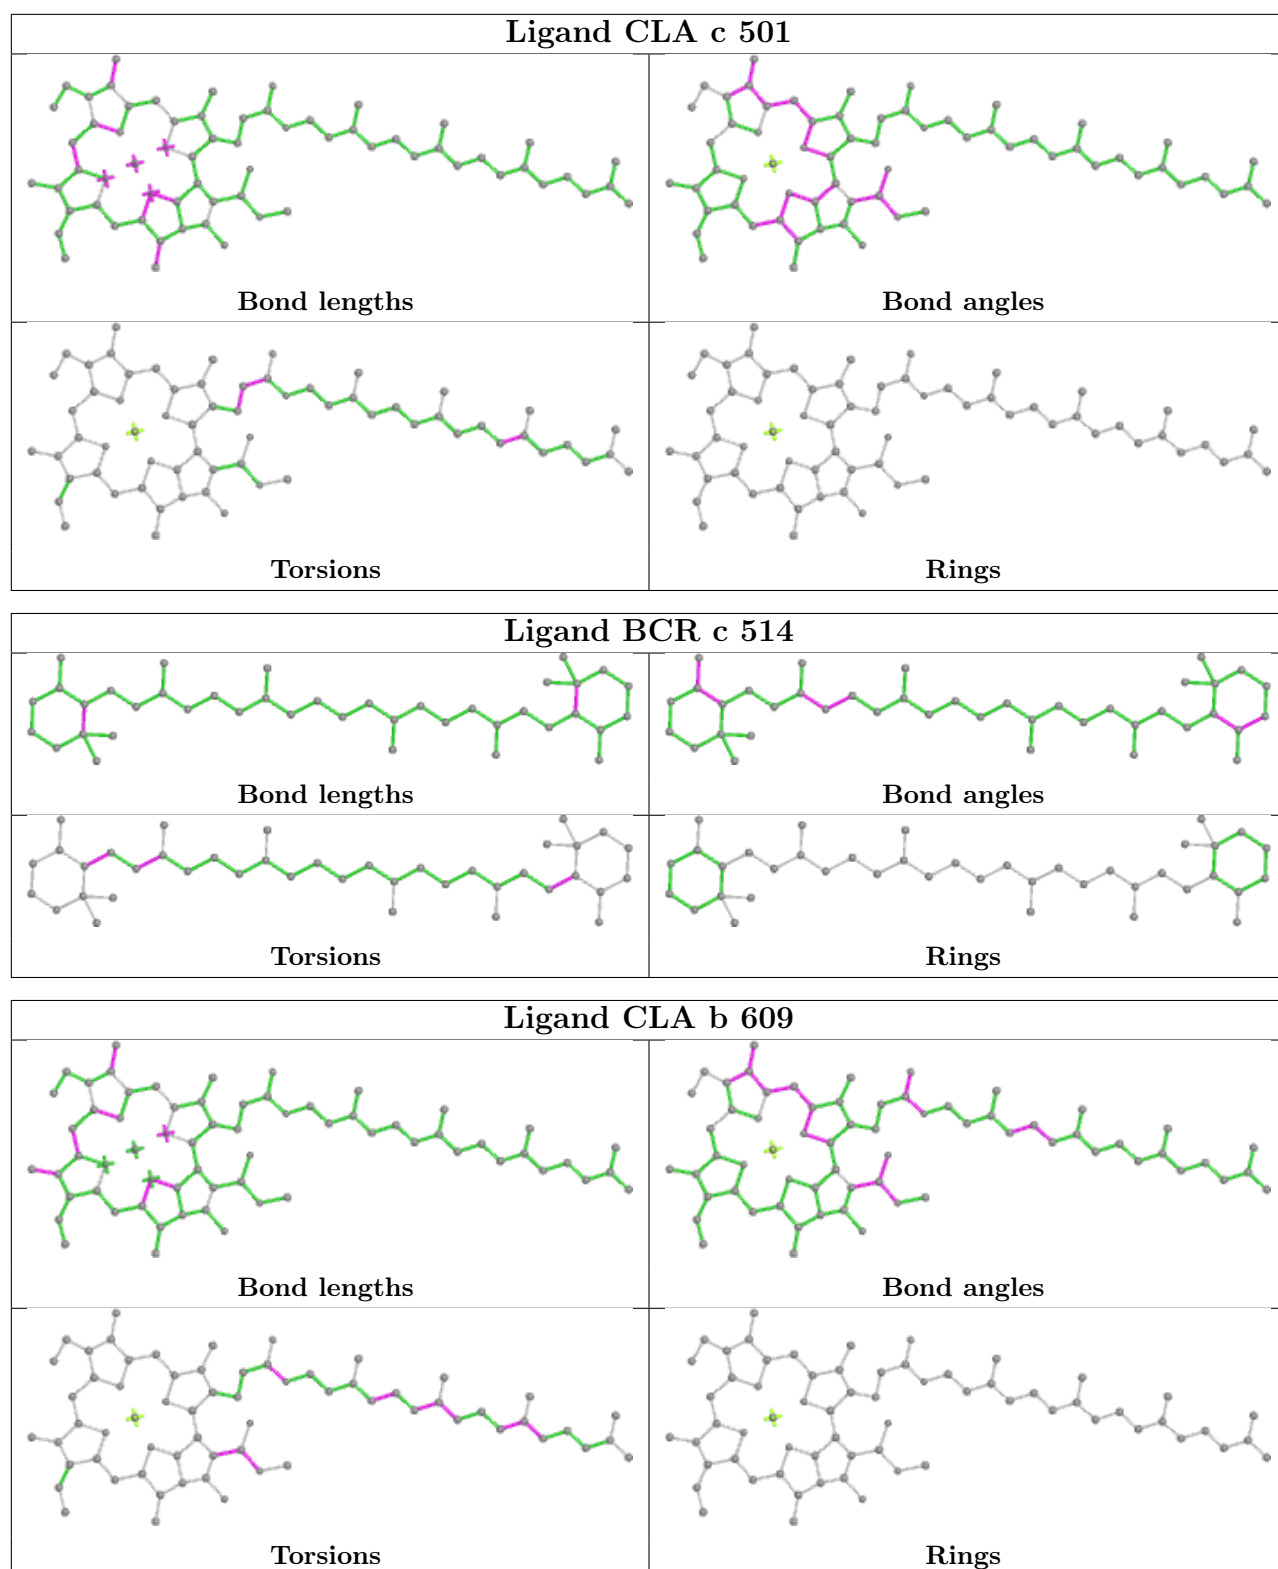 Ligand CLA c 501
Bond lengths
Bond angles
Torsions
Rings
Ligand BCR c 514
Bond lengths
Bond angles
Torsions
Rings
Ligand CLA b 609
Bond lengths
Bond angles
Torsions
Rings